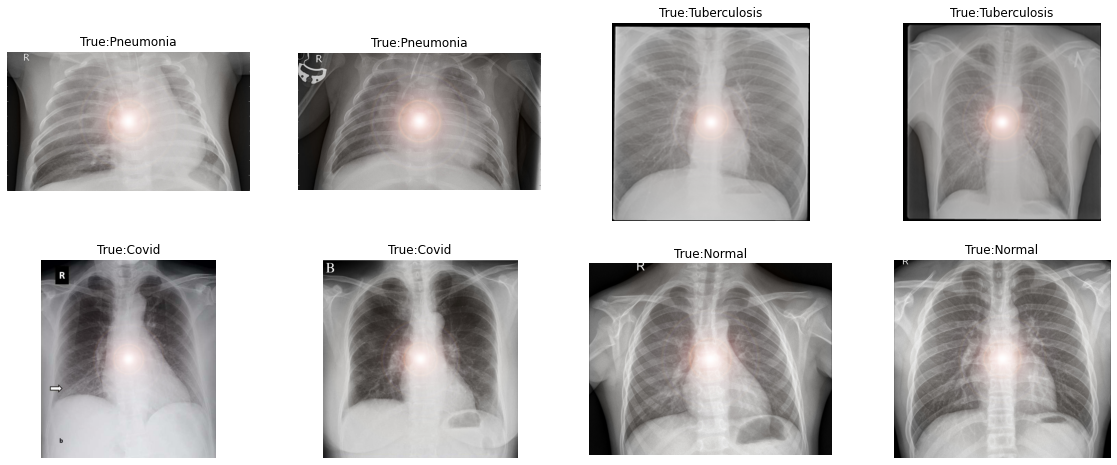 True:Pneumonia
True:Pneumonia
True:Tuberculosis
True:Tuberculosis
R
R
A
True:Covid
True:Covid
True:Normal
True:Normal
R
B
R
R
b